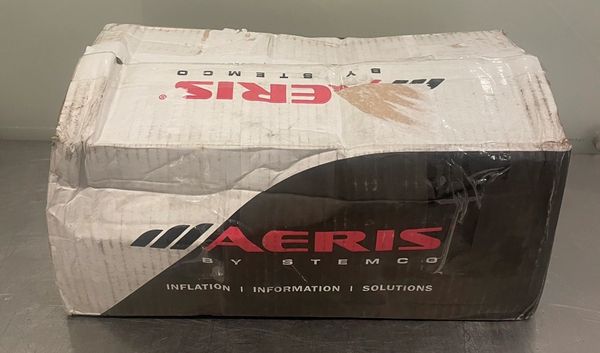 AERIS®
BY STEMCO
AERIS
BY STEMCO
INFLATION | INFORMATION | SOLUTIONS